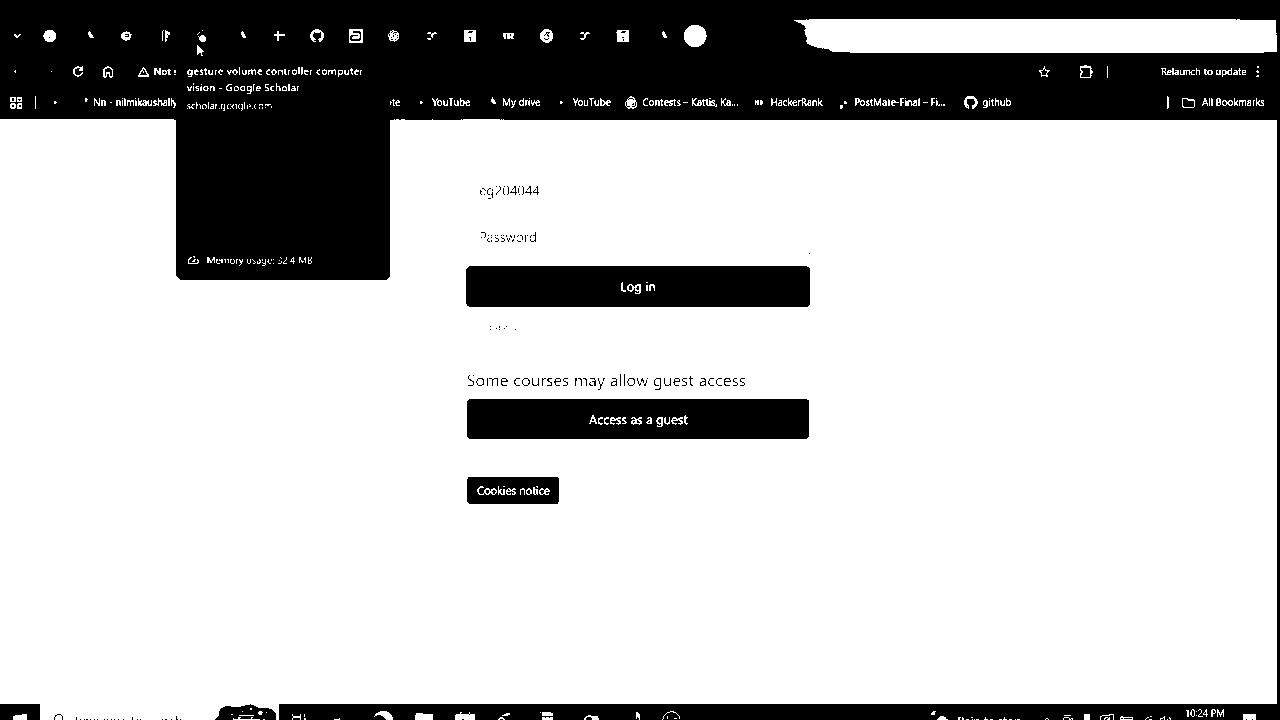 gesture volume controller computer
Not
Relaunch to update
vision - Google Scholar
scholar.google.com
Nn - nilmikaushally
YouTube
My drive
YouTube
Contests – Kattis, Ka...
HackerRank
PostMate-Final – Fi...
github
All Bookmarks
eg204044
Password
Memory usage: 32.4 MB
Log in
Some courses may allow guest access
Access as a guest
Cookies notice
10:24 PM